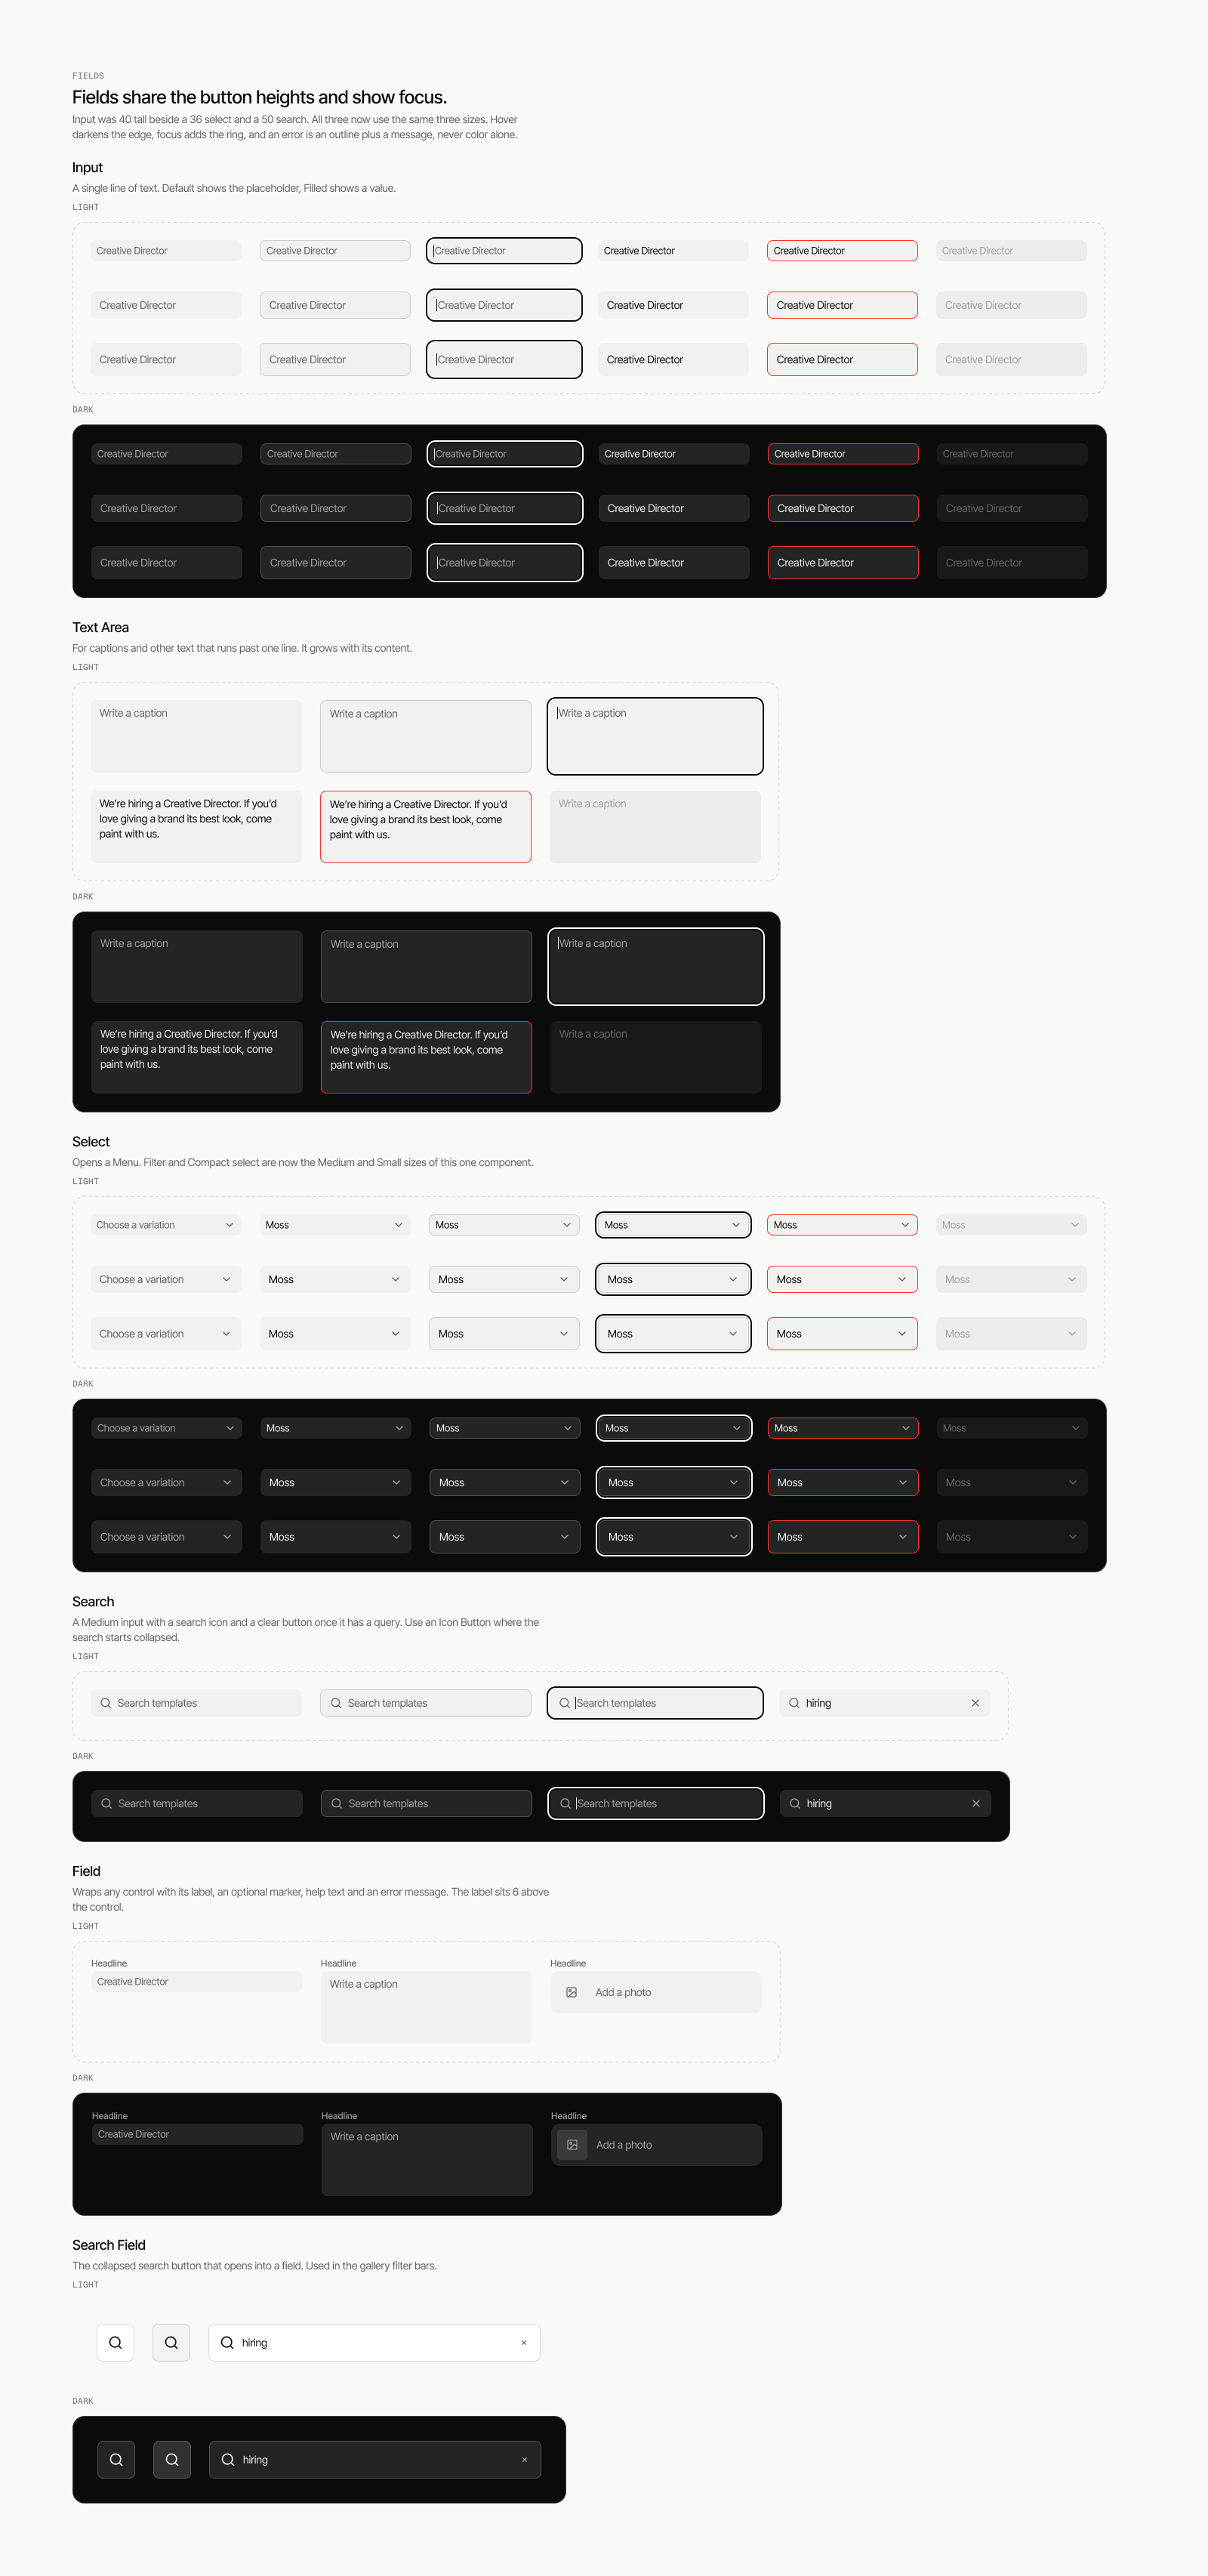 FIELDS
Fields share the button heights and show focus.
Input was 40 tall beside a 36 select and a 50 search. All three now use the same three sizes. Hover
darkens the edge, focus adds the ring, and an error is an outline plus a message, never color alone.
Input
A single line of text. Default shows the placeholder, Filled shows a value.
LIGHT
Creative Director Creative Director Creative Director Creative Director Creative Director Creative Director
Creative Director Creative Director Creative Director Creative Director Creative Director Creative Director
Creative Director Creative Director Creative Director Creative Director Creative Director Creative Director
DARK
Creative Director Creative Director Creative Director Creative Director Creative Director Creative Director
Creative Director Creative Director Creative Director Creative Director Creative Director Creative Director
Creative Director Creative Director Creative Director Creative Director Creative Director Creative Director
Text Area
For captions and other text that runs past one line. It grows with its content.
LIGHT
Write a caption Write a caption Write a caption
We’re hiring a Creative Director. If you’d
love giving a brand its best look, come
paint with us.
We’re hiring a Creative Director. If you’d
love giving a brand its best look, come
paint with us.
Write a caption
DARK
Write a caption Write a caption Write a caption
We’re hiring a Creative Director. If you’d
love giving a brand its best look, come
paint with us.
We’re hiring a Creative Director. If you’d
love giving a brand its best look, come
paint with us.
Write a caption
Select
Opens a Menu. Filter and Compact select are now the Medium and Small sizes of this one component.
LIGHT
Choose a variation Moss Moss Moss Moss Moss
Choose a variation Moss Moss Moss Moss Moss
Choose a variation Moss Moss Moss Moss Moss
DARK
Choose a variation Moss Moss Moss Moss Moss
Choose a variation Moss Moss Moss Moss Moss
Choose a variation Moss Moss Moss Moss Moss
Search
A Medium input with a search icon and a clear button once it has a query. Use an Icon Button where the
search starts collapsed.
LIGHT
Search templates Search templates Search templates hiring
DARK
Search templates Search templates Search templates hiring
Field
Wraps any control with its label, an optional marker, help text and an error message. The label sits 6 above
the control.
LIGHT
Headline Headline Headline
Creative Director Write a caption Add a photo
DARK
Headline Headline Headline
Creative Director Write a caption Add a photo
Search Field
The collapsed search button that opens into a field. Used in the gallery filter bars.
LIGHT
hiring
DARK
hiring